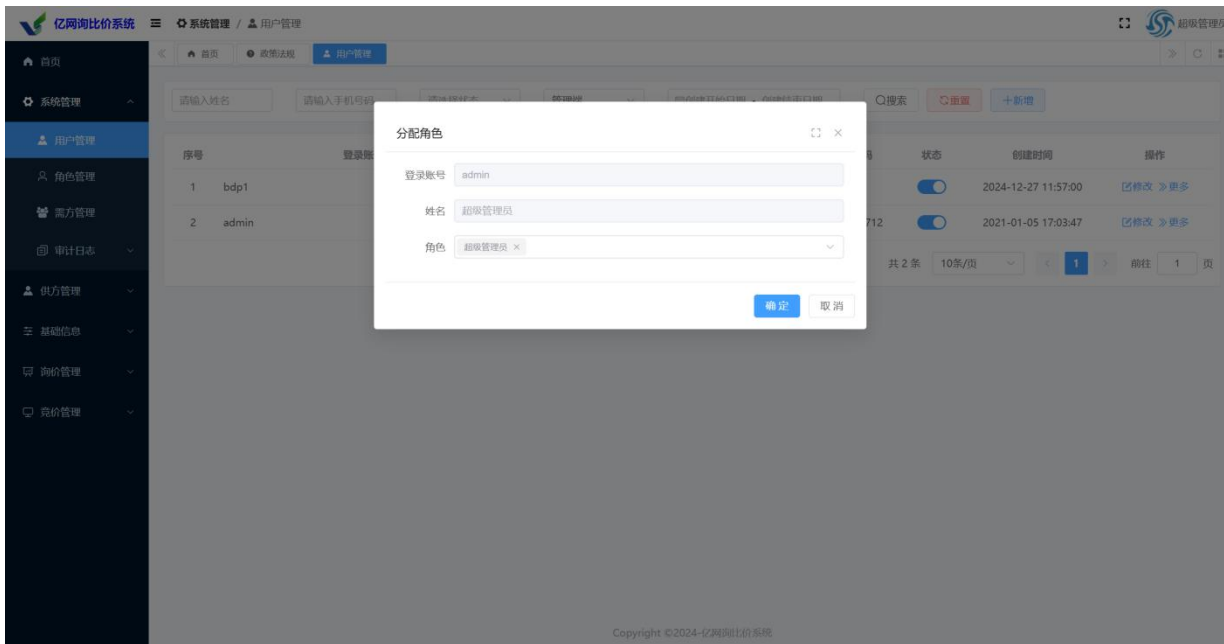 亿网询比价系统
系统管理 / 用户管理
超级管理员
首页
政策法规
用户管理
首页
系统管理
用户管理
角色管理
需方管理
审计日志
供方管理
基础信息
询价管理
竞价管理
请输入姓名
请输入手机号码
管理端
搜索
重置
+新增
序号
状态
创建时间
操作
1 bdp1 2024-12-27 11:57:00 修改 更多
2 admin 712 2021-01-05 17:03:47 修改 更多
共 2 条 10条/页 1 前往 1 页
分配角色
登录账号 admin
姓名 超级管理员
角色 超级管理员 ×
确定 取消
Copyright ©2024-亿网询比价系统